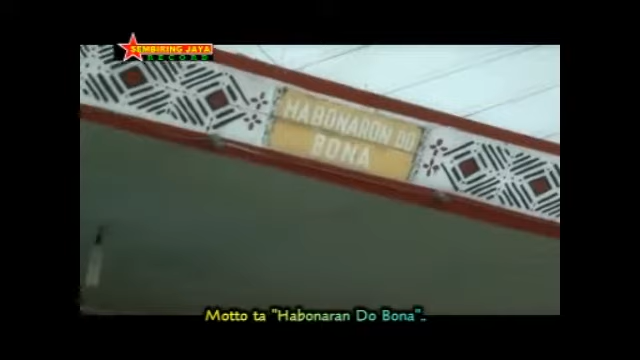 SEMBIRING JAYA
RECORD
HABONARON DO
BONA
Motto ta "Habonaran Do Bona"..